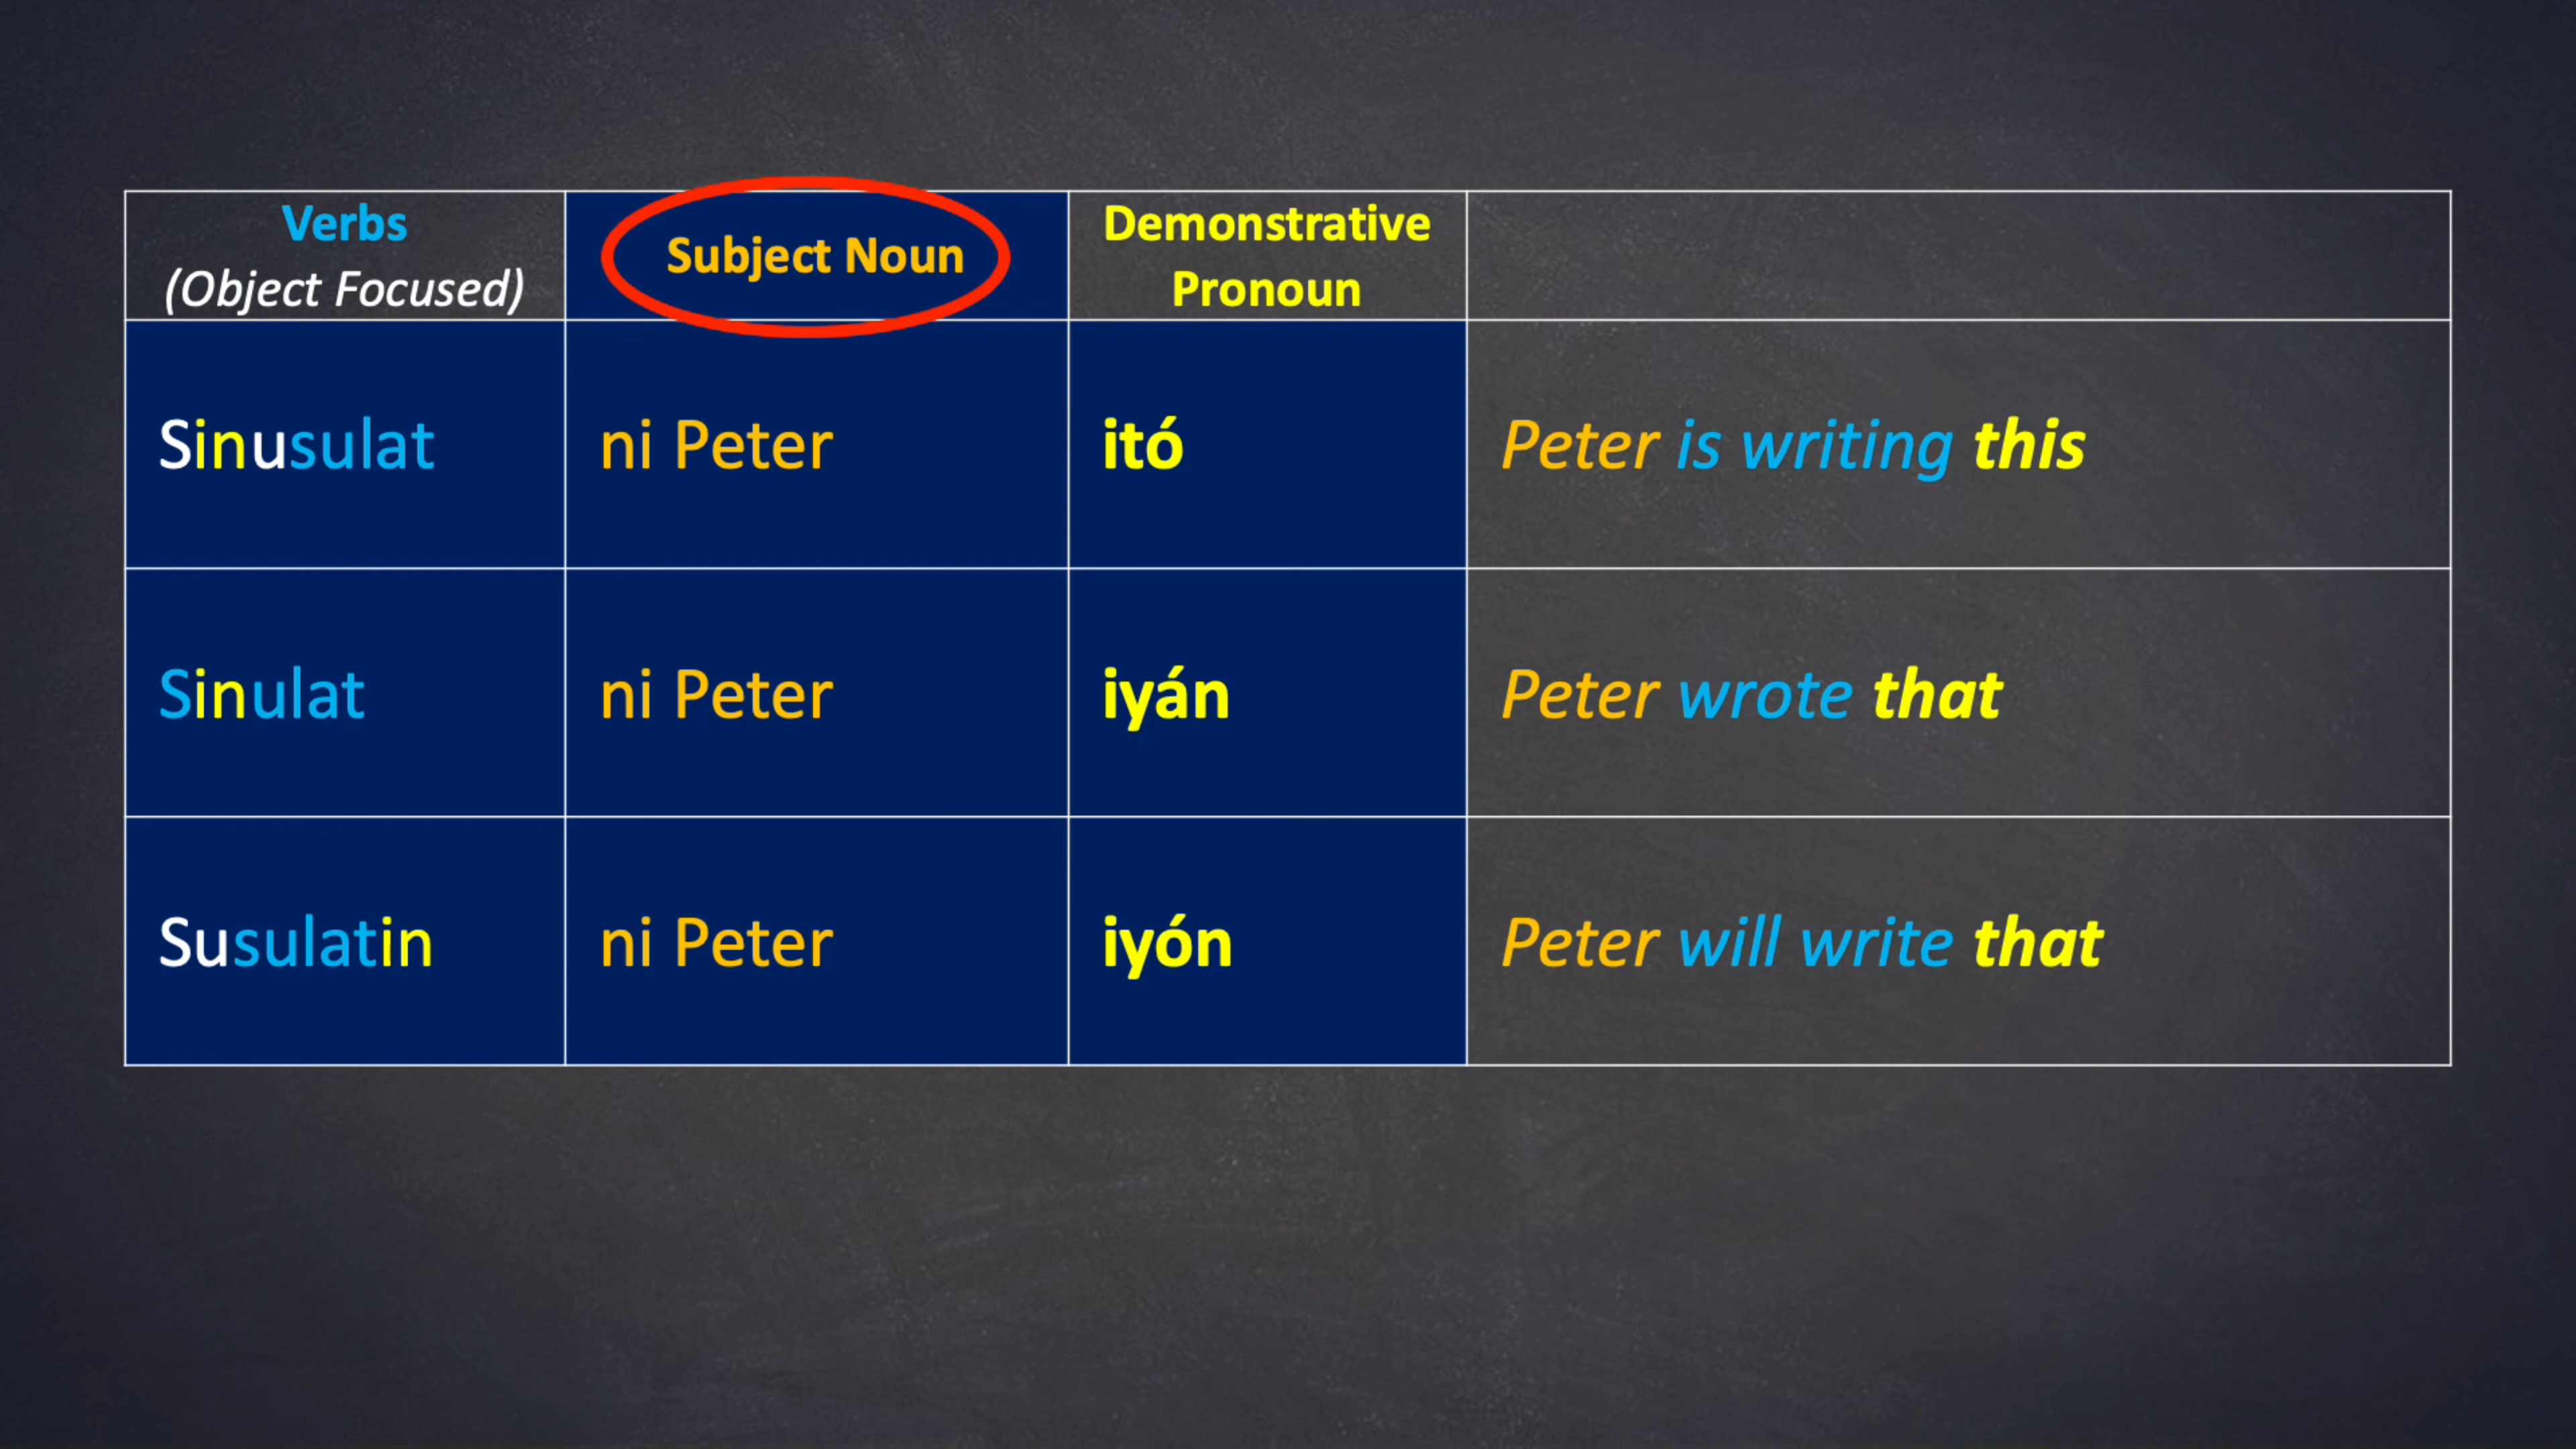 Verbs
(Object Focused)
Subject Noun
Demonstrative
Pronoun
Sinusulat ni Peter itó Peter is writing this
Sinulat ni Peter iyán Peter wrote that
Susulatin ni Peter iyón Peter will write that